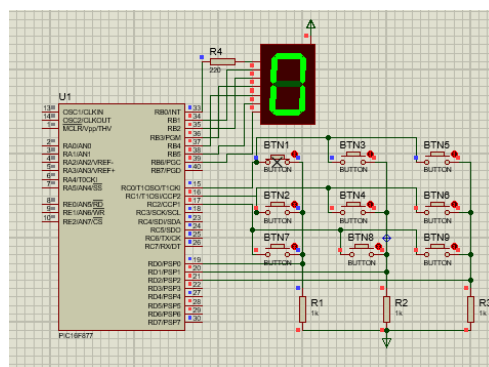 R4
220
U1
13 OSC1/CLKIN RB0/INT 33
14 OSC2/CLKOUT RB1 34
1 MCLR/Vpp/THV RB2 35
RB3/PGM 36
2 RA0/AN0 RB4 37
3 RA1/AN1 RB5 38
4 RA2/AN2/VREF- RB6/PGC 39
5 RA3/AN3/VREF+ RB7/PGD 40
6 RA4/T0CKI
7 RA5/AN4/SS RC0/T1OSO/T1CKI 15
RC1/T1OSI/CCP2 16
8 RE0/AN5/RD RC2/CCP1 17
9 RE1/AN6/WR RC3/SCK/SCL 18
10 RE2/AN7/CS RC4/SDI/SDA 23
RC5/SDO 24
RC6/TX/CK 25
RC7/RX/DT 26
RD0/PSP0 19
RD1/PSP1 20
RD2/PSP2 21
RD3/PSP3 22
RD4/PSP4 27
RD5/PSP5 28
RD6/PSP6 29
RD7/PSP7 30
PIC16F877
BTN1 BTN3 BTN5
BUTTON BUTTON BUTTON
BTN2 BTN4 BTN6
BUTTON BUTTON BUTTON
BTN7 BTN8 BTN9
BUTTON BUTTON BUTTON
R1 R2 R3
1k 1k 1k